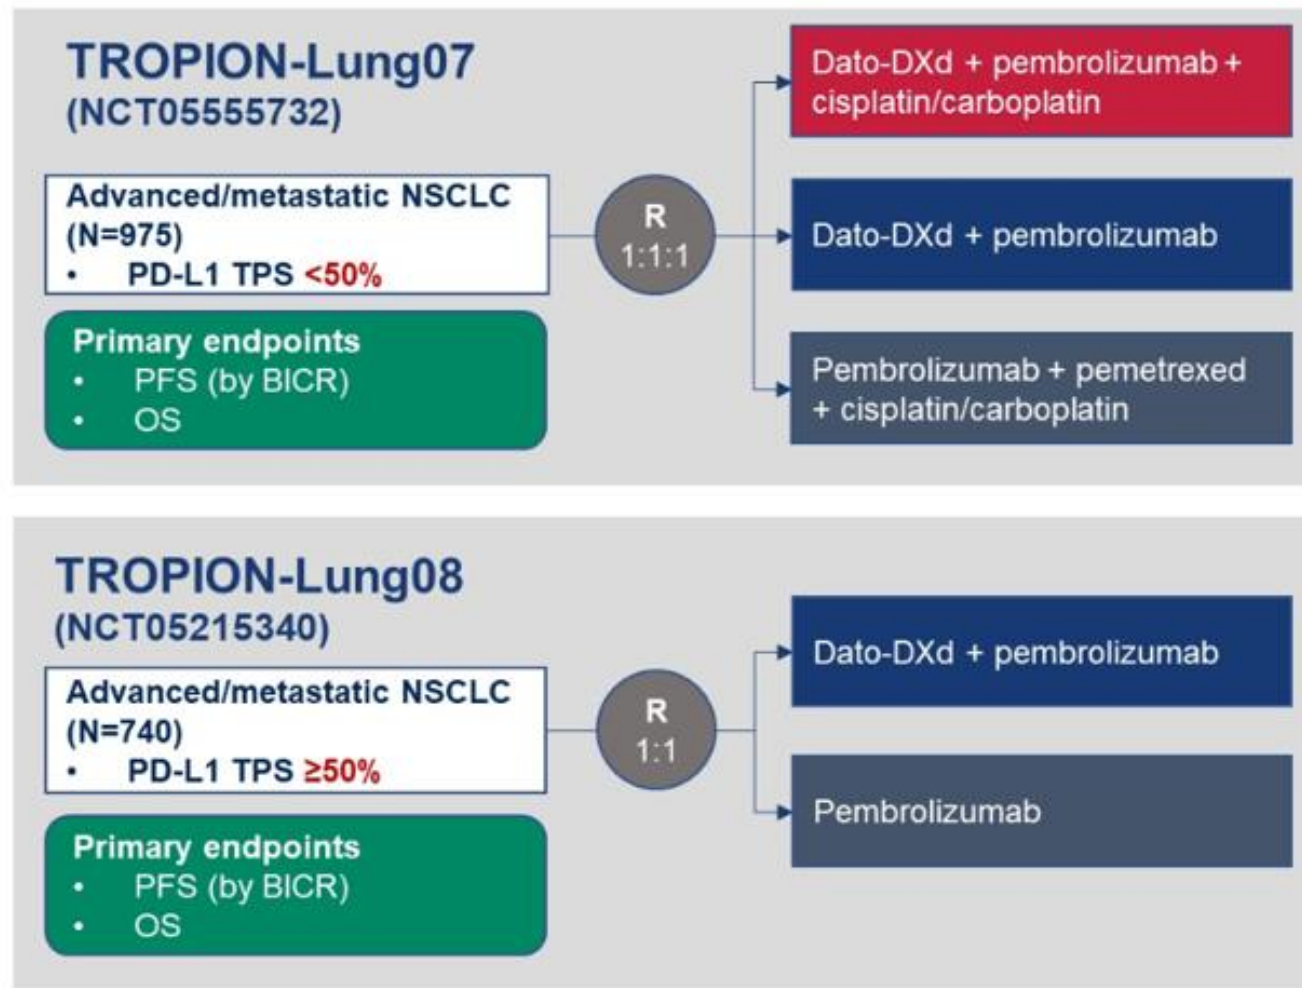 TROPION-Lung07
(NCT05555732)
Advanced/metastatic NSCLC
(N=975)
• PD-L1 TPS <50%
Primary endpoints
• PFS (by BICR)
• OS
R
1:1:1
Dato-DXd + pembrolizumab +
cisplatin/carboplatin
Dato-DXd + pembrolizumab
Pembrolizumab + pemetrexed
+ cisplatin/carboplatin
TROPION-Lung08
(NCT05215340)
Advanced/metastatic NSCLC
(N=740)
• PD-L1 TPS ≥50%
Primary endpoints
• PFS (by BICR)
• OS
R
1:1
Dato-DXd + pembrolizumab
Pembrolizumab